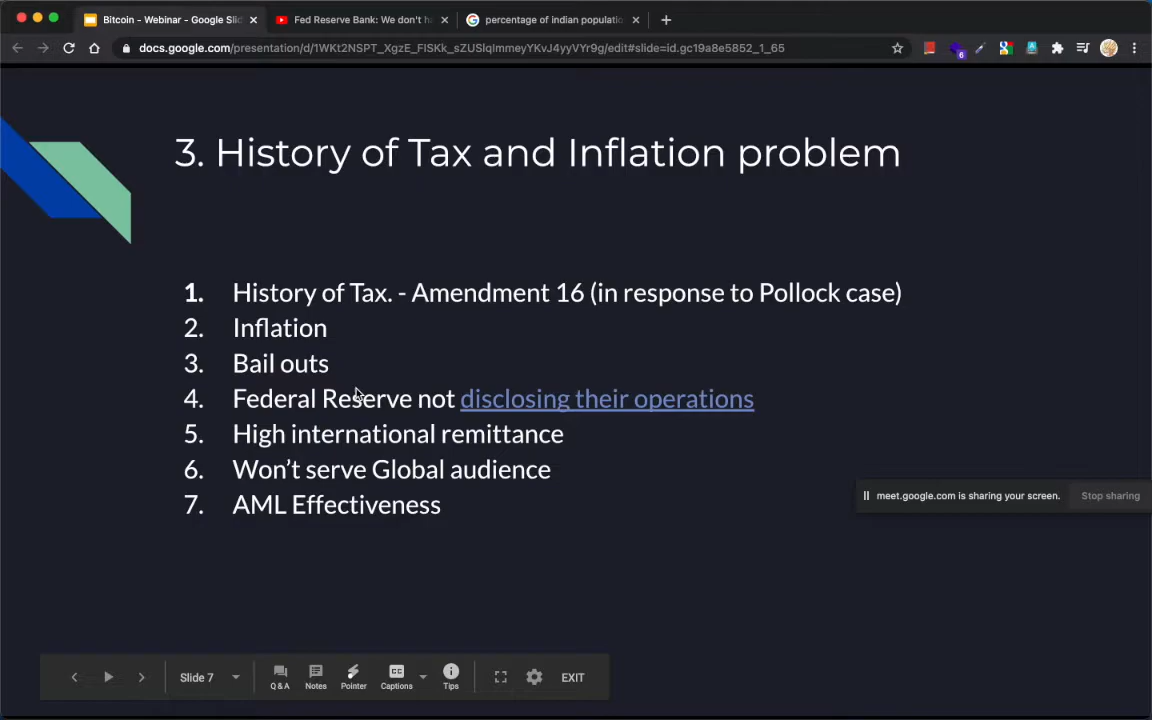 Bitcoin - Webinar - Google Slid
Fed Reserve Bank: We don't h
percentage of indian populatio
docs.google.com/presentation/d/1WKt2NSPT_XgzE_FISKk_sZUSlqImmeyYKvJ4yyVYr9g/edit#slide=id.gc19a8e5852_1_65
6
3. History of Tax and Inflation problem
1. History of Tax. - Amendment 16 (in response to Pollock case)
2. Inflation
3. Bail outs
4. Federal Reserve not disclosing their operations
5. High international remittance
6. Won’t serve Global audience
7. AML Effectiveness
meet.google.com is sharing your screen. Stop sharing
Slide 7
Q & A Notes Pointer CC Captions Tips
EXIT